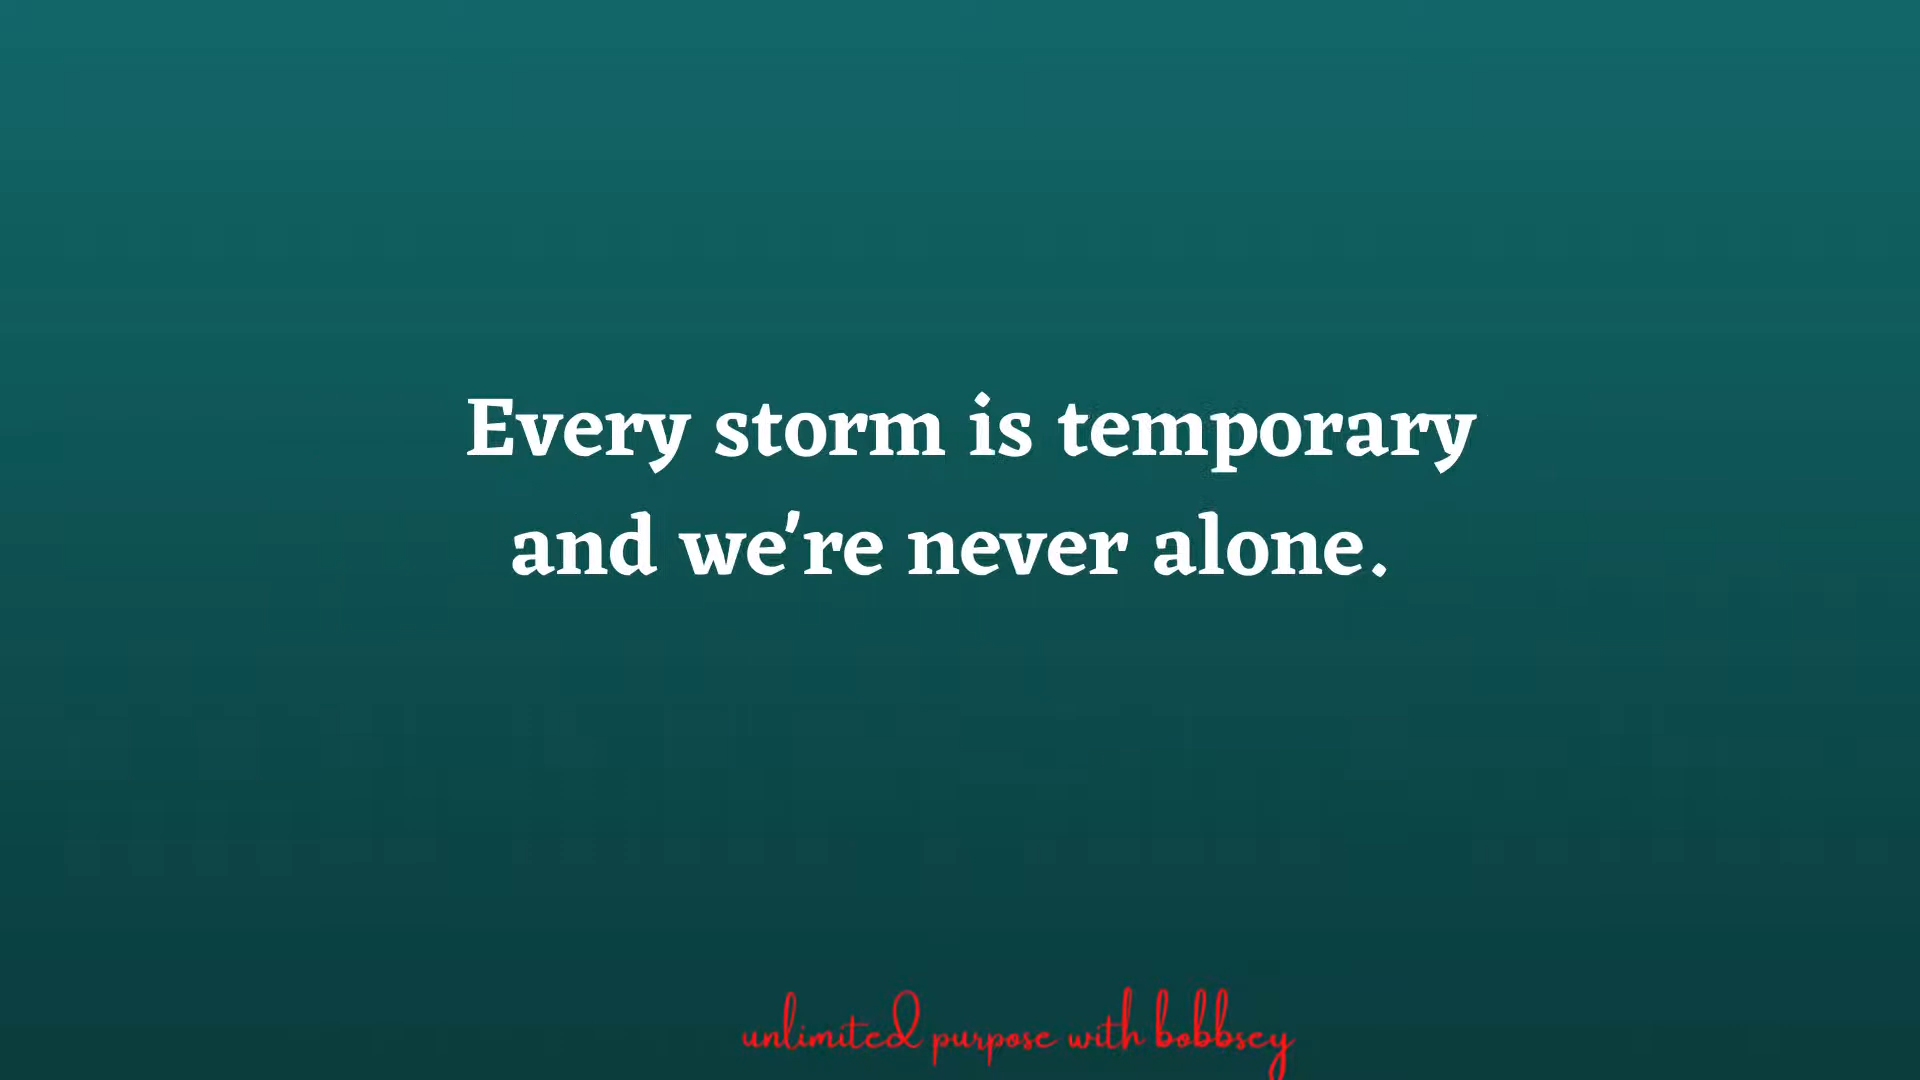 Every storm is temporary
and we're never alone.
unlimited purpose with bobbsey